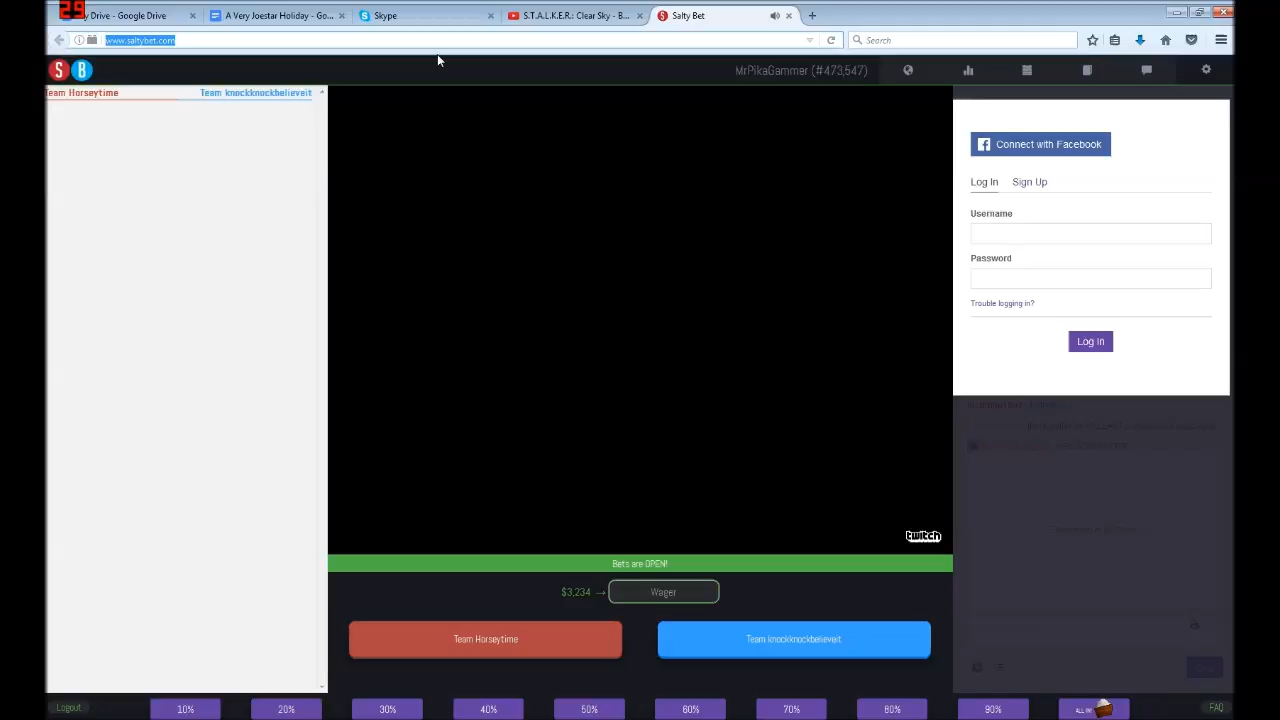 29
y Drive - Google Drive
A Very Joestar Holiday - Go...
Skype
S.T.A.L.K.E.R.: Clear Sky - B...
Salty Bet
www.saltybet.com
Search
S B
MrPikaGammer (#473,547)
Team Horseytime
Team knockknockbelieveit
Connect with Facebook
Log In
Sign Up
Username
Password
Trouble logging in?
Log In
twitch
Bets are OPEN!
$3,234 →
Wager
Team Horseytime
Team knockknockbelieveit
Logout
10%
20%
30%
40%
50%
60%
70%
80%
90%
ALL IN!
FAQ